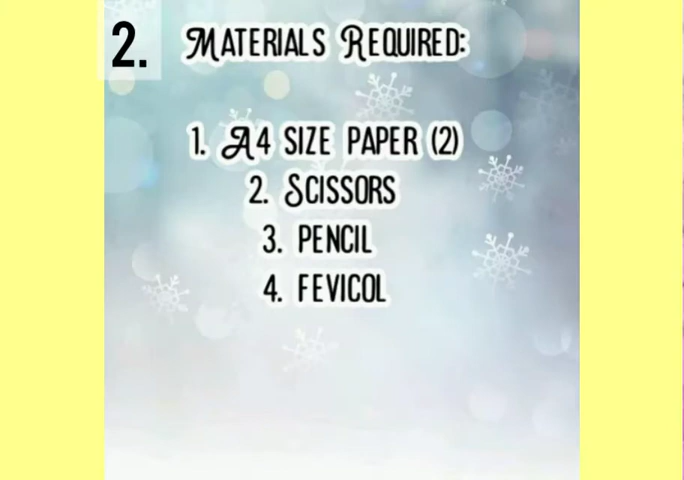 2.
MATERIALS REQUIRED:
1. A4 SIZE PAPER (2)
2. SCISSORS
3. PENCIL
4. FEVICOL